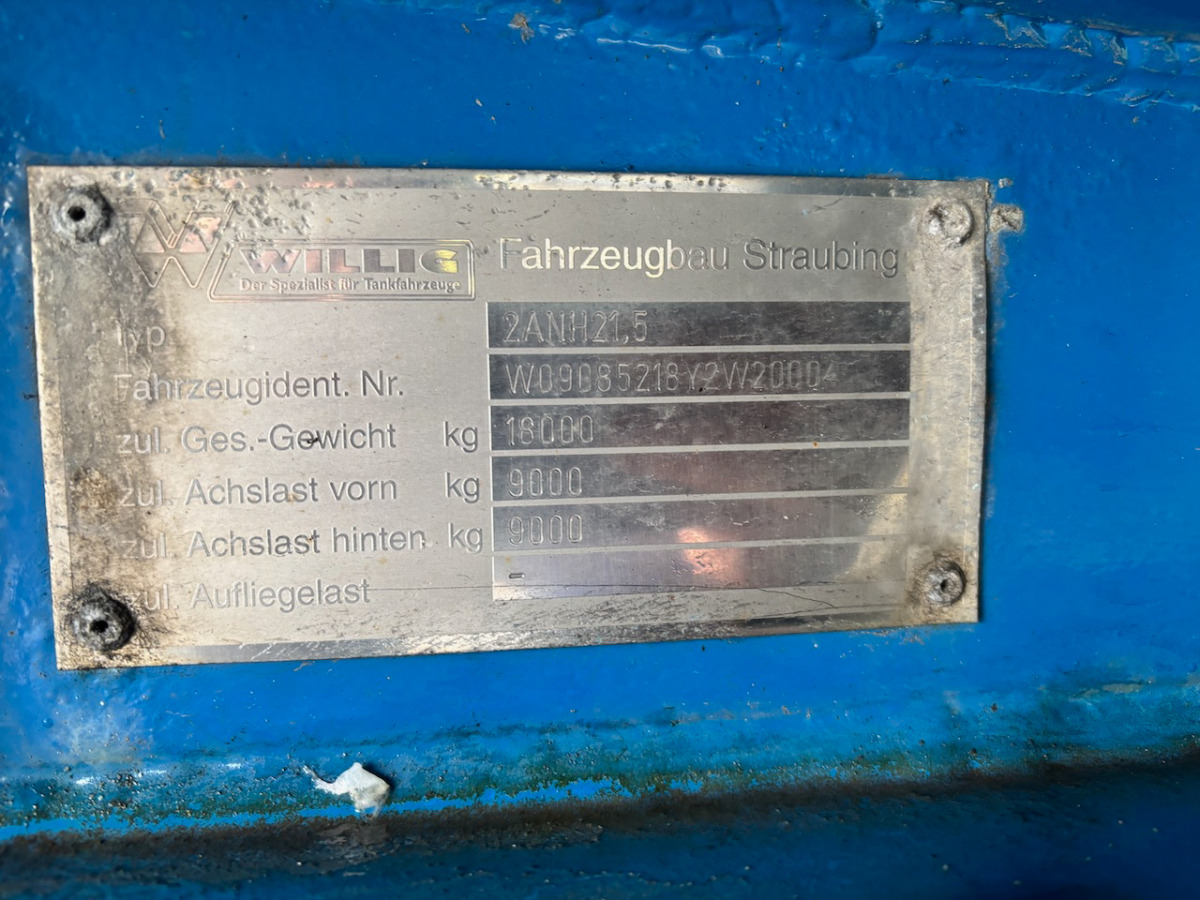 WILLIG Fahrzeugbau Straubing
Der Spezialist für Tankfahrzeuge
Typ 2ANH21,5
Fahrzeugident. Nr. W09085218Y2W20004
zul. Ges.-Gewicht kg 18000
zul. Achslast vorn kg 9000
zul. Achslast hinten kg 9000
zul. Aufliegelast -